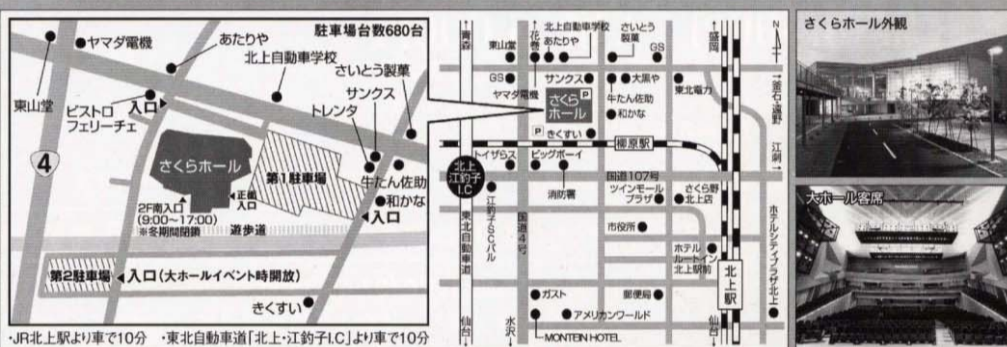 駐車場台数680台
ヤマダ電機
あたりや
北上自動車学校
さいとう製菓
サンクス
トレンタ
東山堂
ビストロ
フェリーチェ
入口
4
さくらホール
第1駐車場
牛たん佐助
和かな
入口
正面
入口
2F南入口
(9:00〜17:00)
※冬期間閉鎖
遊歩道
第2駐車場
入口(大ホールイベント時開放)
きくすい
・JR北上駅より車で10分 ・東北自動車道「北上・江釣子I.C」より車で10分
青森
花巻
盛岡
N
東山堂
北上自動車学校
あたりや
さいとう
製菓
GS
GS
サンクス
大黒や
ヤマダ電機
さくら
ホール
P
牛たん佐助
和かな
東北電力
釜石・遠野
P
きくすい
柳原駅
江刺
北上
江釣子
I.C
トイザらス
ビッグボーイ
国道107号
消防署
ツインモール
プラザ
さくら野
北上店
江釣子SCパル
国道4号
東北自動車道
市役所
ホテル
ルートイン
北上駅前
北上駅
ホテルシティプラザ北上
ガスト
郵便局
アメリカンワールド
MONTEIN HOTEL
仙台
水沢
仙台
さくらホール外観
大ホール客席